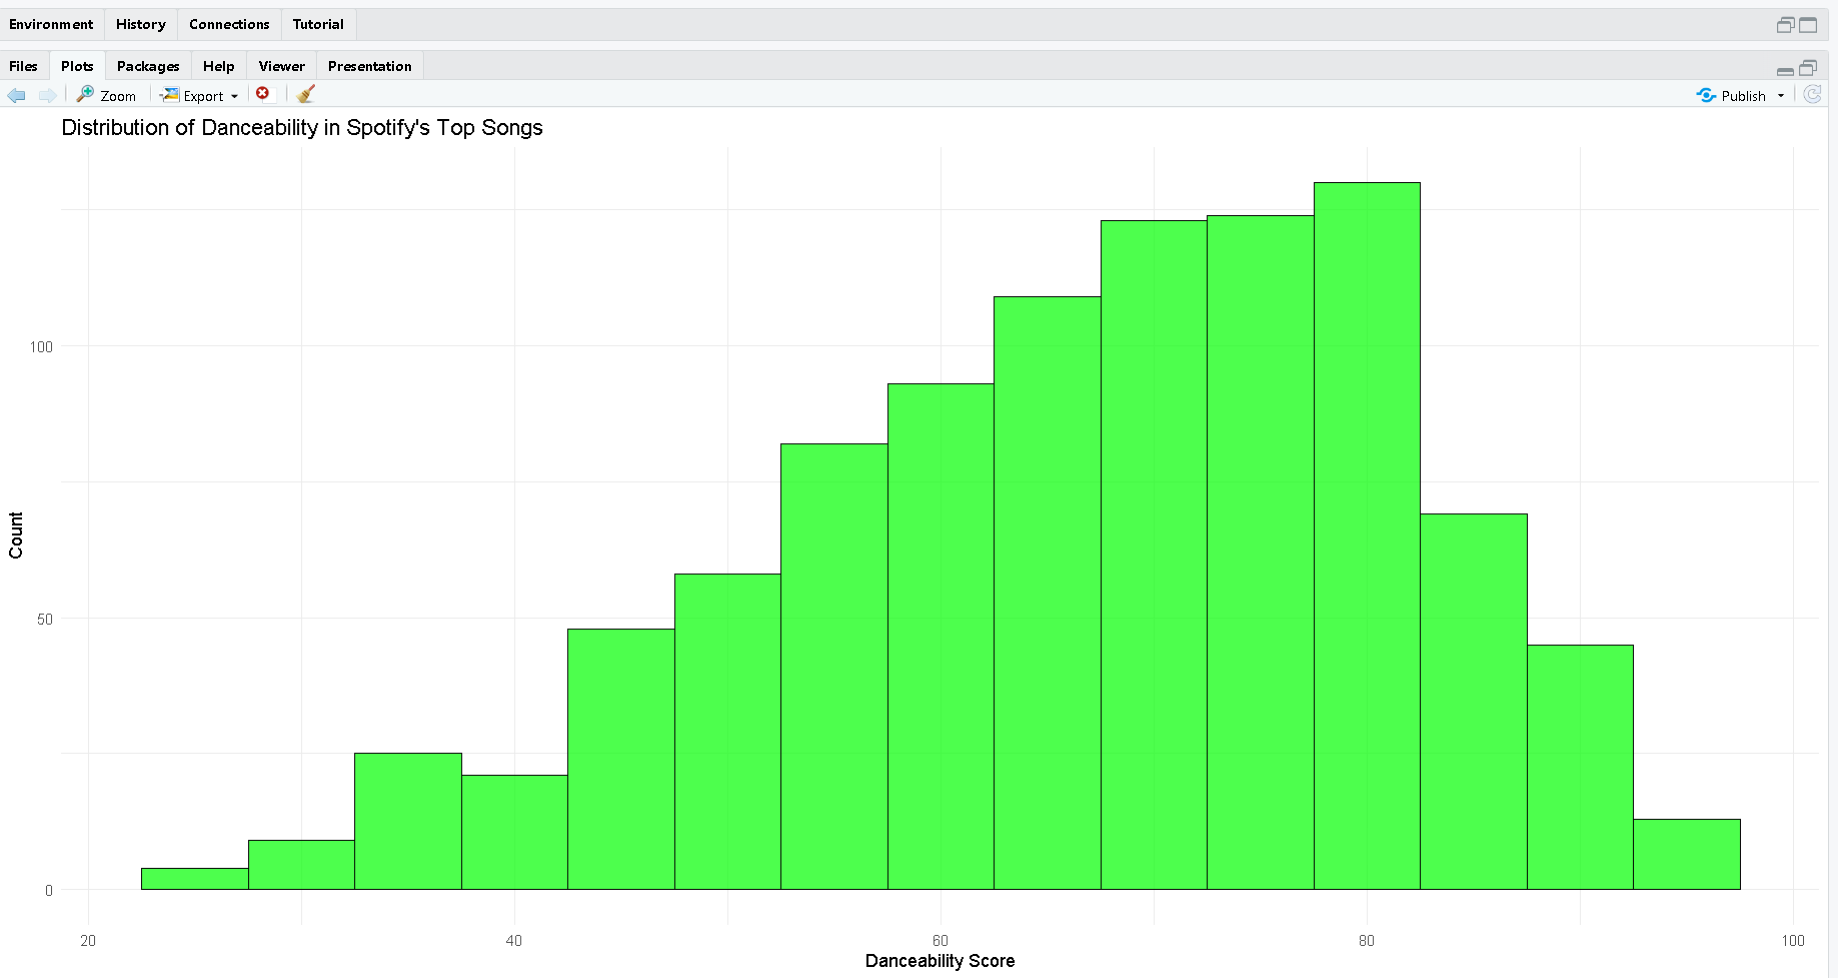 Environment History Connections Tutorial
Files Plots Packages Help Viewer Presentation
Zoom Export Publish
Distribution of Danceability in Spotify's Top Songs
100
50
0
Count
20 40 60 80 100
Danceability Score